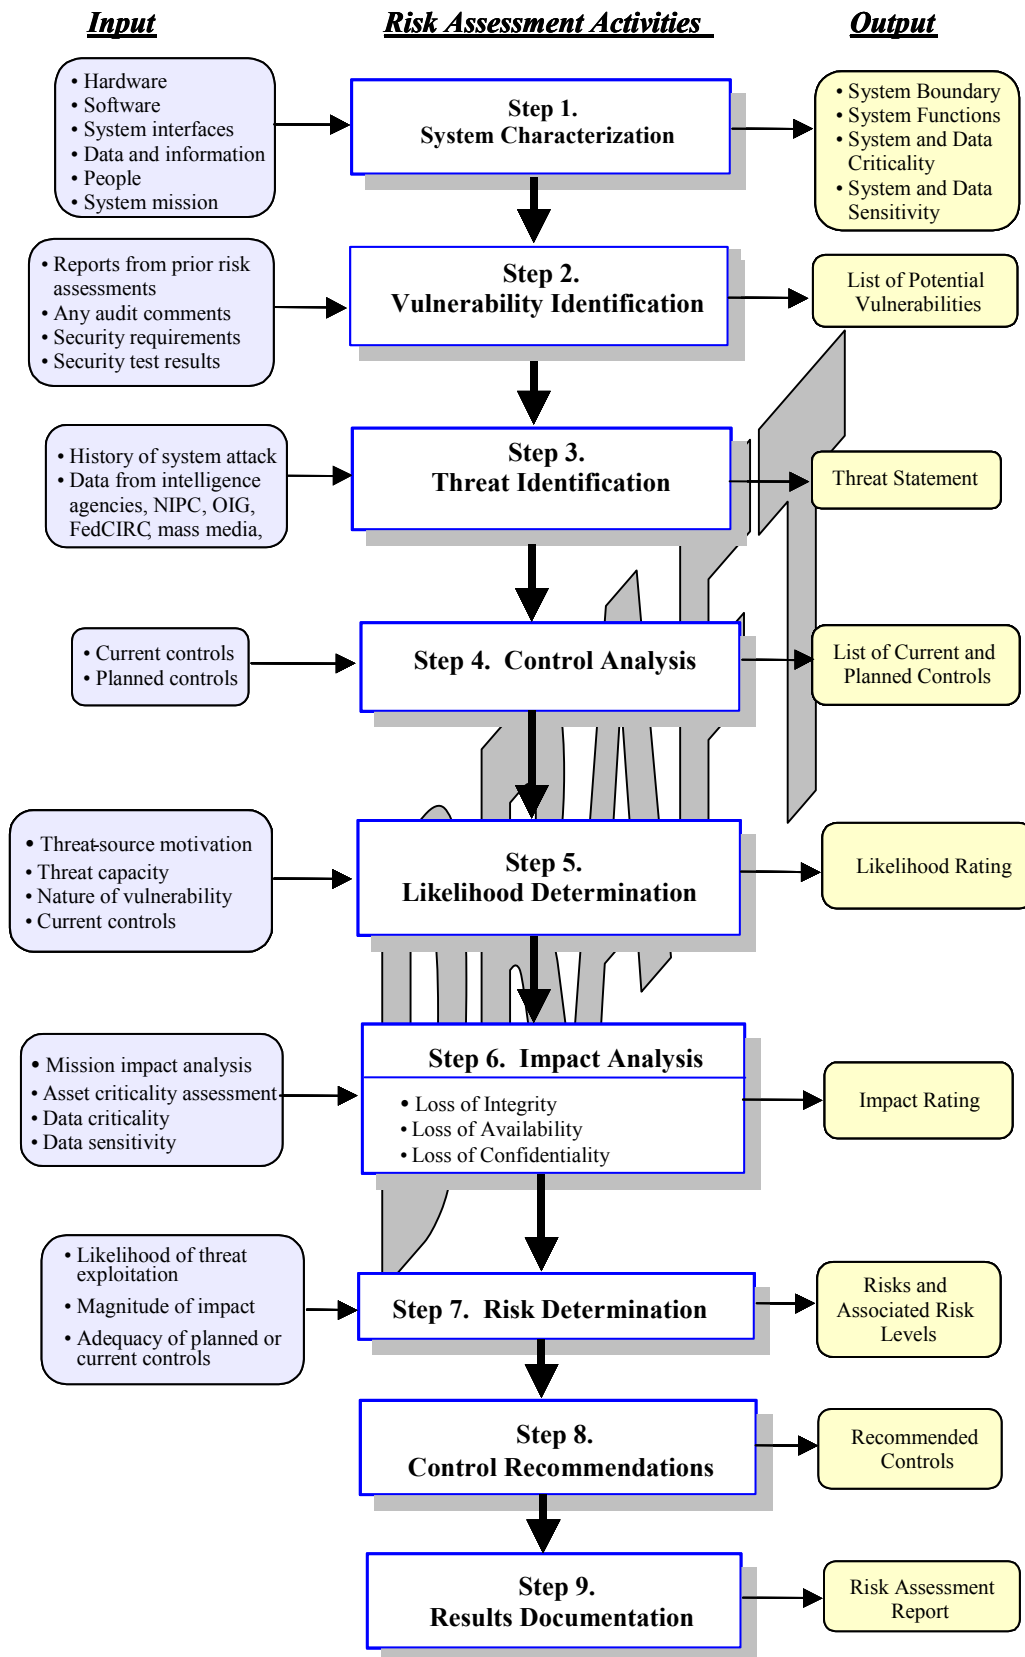 Input
Risk Assessment Activities
Output
• Hardware
• Software
• System interfaces
• Data and information
• People
• System mission
Step 1.
System Characterization
• System Boundary
• System Functions
• System and Data
Criticality
• System and Data
Sensitivity
• Reports from prior risk
assessments
• Any audit comments
• Security requirements
• Security test results
Step 2.
Vulnerability Identification
List of Potential
Vulnerabilities
• History of system attack
• Data from intelligence
agencies, NIPC, OIG,
FedCIRC, mass media,
Step 3.
Threat Identification
Threat Statement
• Current controls
• Planned controls
Step 4. Control Analysis
List of Current and
Planned Controls
• Threat-source motivation
• Threat capacity
• Nature of vulnerability
• Current controls
Step 5.
Likelihood Determination
Likelihood Rating
• Mission impact analysis
• Asset criticality assessment
• Data criticality
• Data sensitivity
Step 6. Impact Analysis
• Loss of Integrity
• Loss of Availability
• Loss of Confidentiality
Impact Rating
• Likelihood of threat
exploitation
• Magnitude of impact
• Adequacy of planned or
current controls
Step 7. Risk Determination
Risks and
Associated Risk
Levels
Step 8.
Control Recommendations
Recommended
Controls
Step 9.
Results Documentation
Risk Assessment
Report
DRAFT